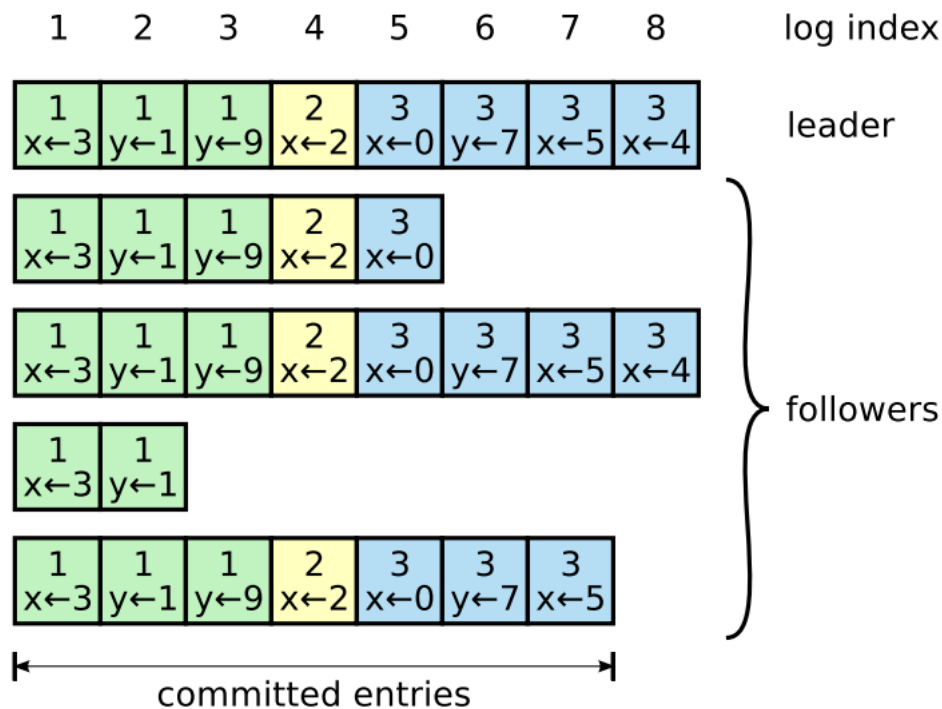 1 2 3 4 5 6 7 8 log index
1 1 1 2 3 3 3 3
x←3 y←1 y←9 x←2 x←0 y←7 x←5 x←4
leader
1 1 1 2 3
x←3 y←1 y←9 x←2 x←0
1 1 1 2 3 3 3 3
x←3 y←1 y←9 x←2 x←0 y←7 x←5 x←4
followers
1 1
x←3 y←1
1 1 1 2 3 3 3
x←3 y←1 y←9 x←2 x←0 y←7 x←5
committed entries